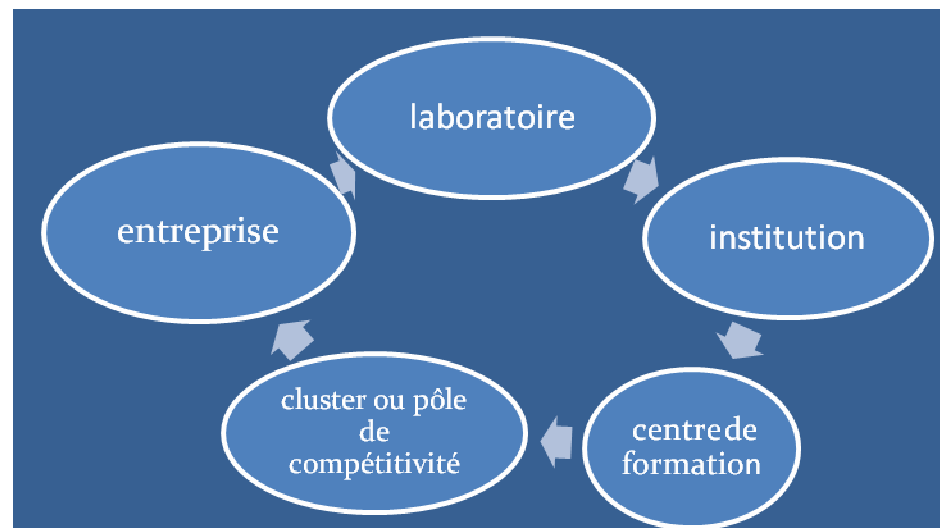 laboratoire
entreprise
institution
cluster ou pôle
de
compétitivité
centre de
formation